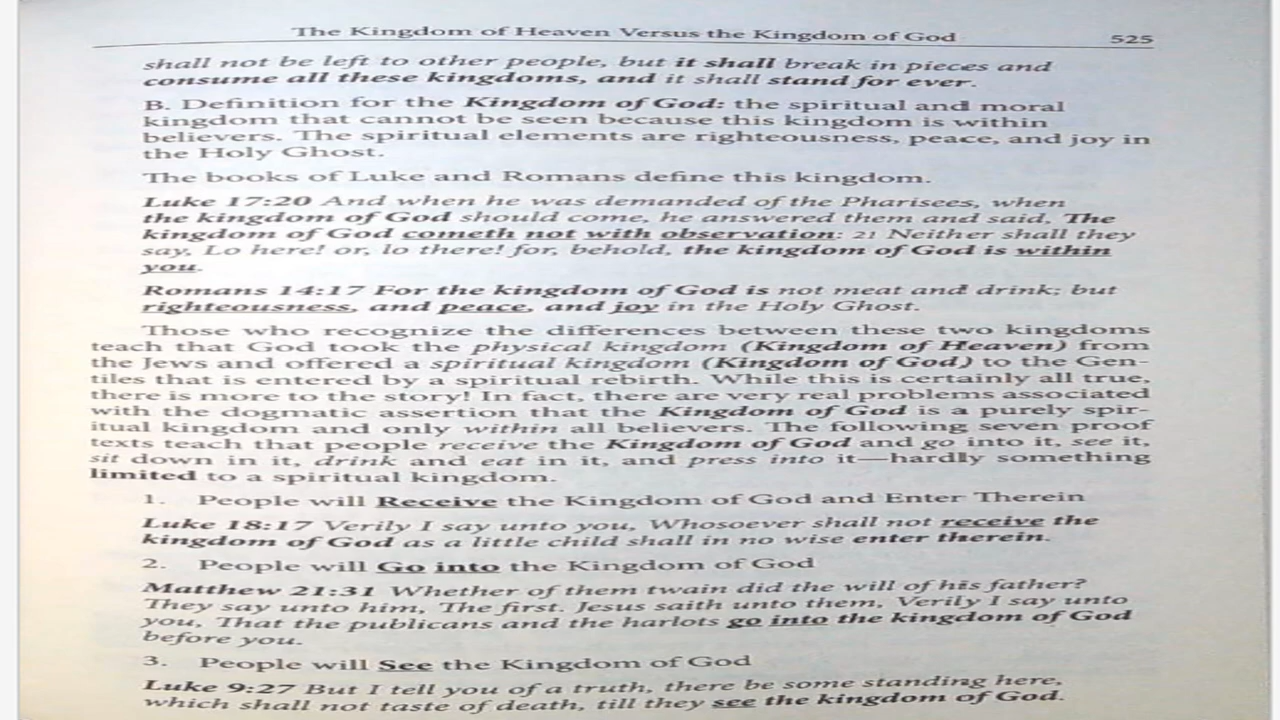 The Kingdom of Heaven Versus the Kingdom of God 525
shall not be left to other people, but it shall break in pieces and
consume all these kingdoms, and it shall stand for ever.
B. Definition for the Kingdom of God: the spiritual and moral
kingdom that cannot be seen because this kingdom is within
believers. The spiritual elements are righteousness, peace, and joy in
the Holy Ghost.
The books of Luke and Romans define this kingdom.
Luke 17:20 And when he was demanded of the Pharisees, when
the kingdom of God should come, he answered them and said, The
kingdom of God cometh not with observation: 21 Neither shall they
say, Lo here! or, lo there! for, behold, the kingdom of God is within
you.
Romans 14:17 For the kingdom of God is not meat and drink; but
righteousness, and peace, and joy in the Holy Ghost.
Those who recognize the differences between these two kingdoms
teach that God took the physical kingdom (Kingdom of Heaven) from
the Jews and offered a spiritual kingdom (Kingdom of God) to the Gen-
tiles that is entered by a spiritual rebirth. While this is certainly all true,
there is more to the story! In fact, there are very real problems associated
with the dogmatic assertion that the Kingdom of God is a purely spir-
itual kingdom and only within all believers. The following seven proof
texts teach that people receive the Kingdom of God and go into it, see it,
sit down in it, drink and eat in it, and press into it—hardly something
limited to a spiritual kingdom.
1. People will Receive the Kingdom of God and Enter Therein
Luke 18:17 Verily I say unto you, Whosoever shall not receive the
kingdom of God as a little child shall in no wise enter therein.
2. People will Go into the Kingdom of God
Matthew 21:31 Whether of them twain did the will of his father?
They say unto him, The first. Jesus saith unto them, Verily I say unto
you, That the publicans and the harlots go into the kingdom of God
before you.
3. People will See the Kingdom of God
Luke 9:27 But I tell you of a truth, there be some standing here,
which shall not taste of death, till they see the kingdom of God.